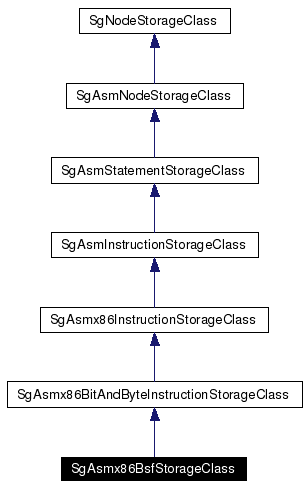 SgNodeStorageClass
SgAsmNodeStorageClass
SgAsmStatementStorageClass
SgAsmInstructionStorageClass
SgAsmx86InstructionStorageClass
SgAsmx86BitAndByteInstructionStorageClass
SgAsmx86BsfStorageClass